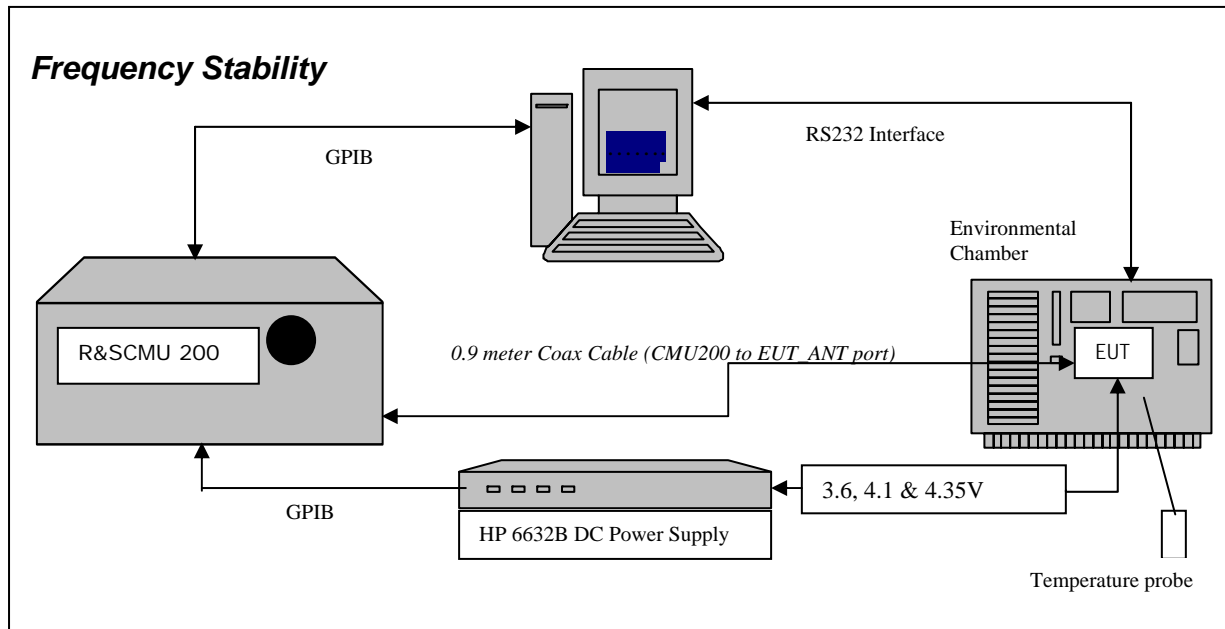 Frequency Stability
GPIB
RS232 Interface
Environmental
Chamber
R&SCMU 200
0.9 meter Coax Cable (CMU200 to EUT_ANT port)
EUT
3.6, 4.1 & 4.35V
GPIB
HP 6632B DC Power Supply
Temperature probe